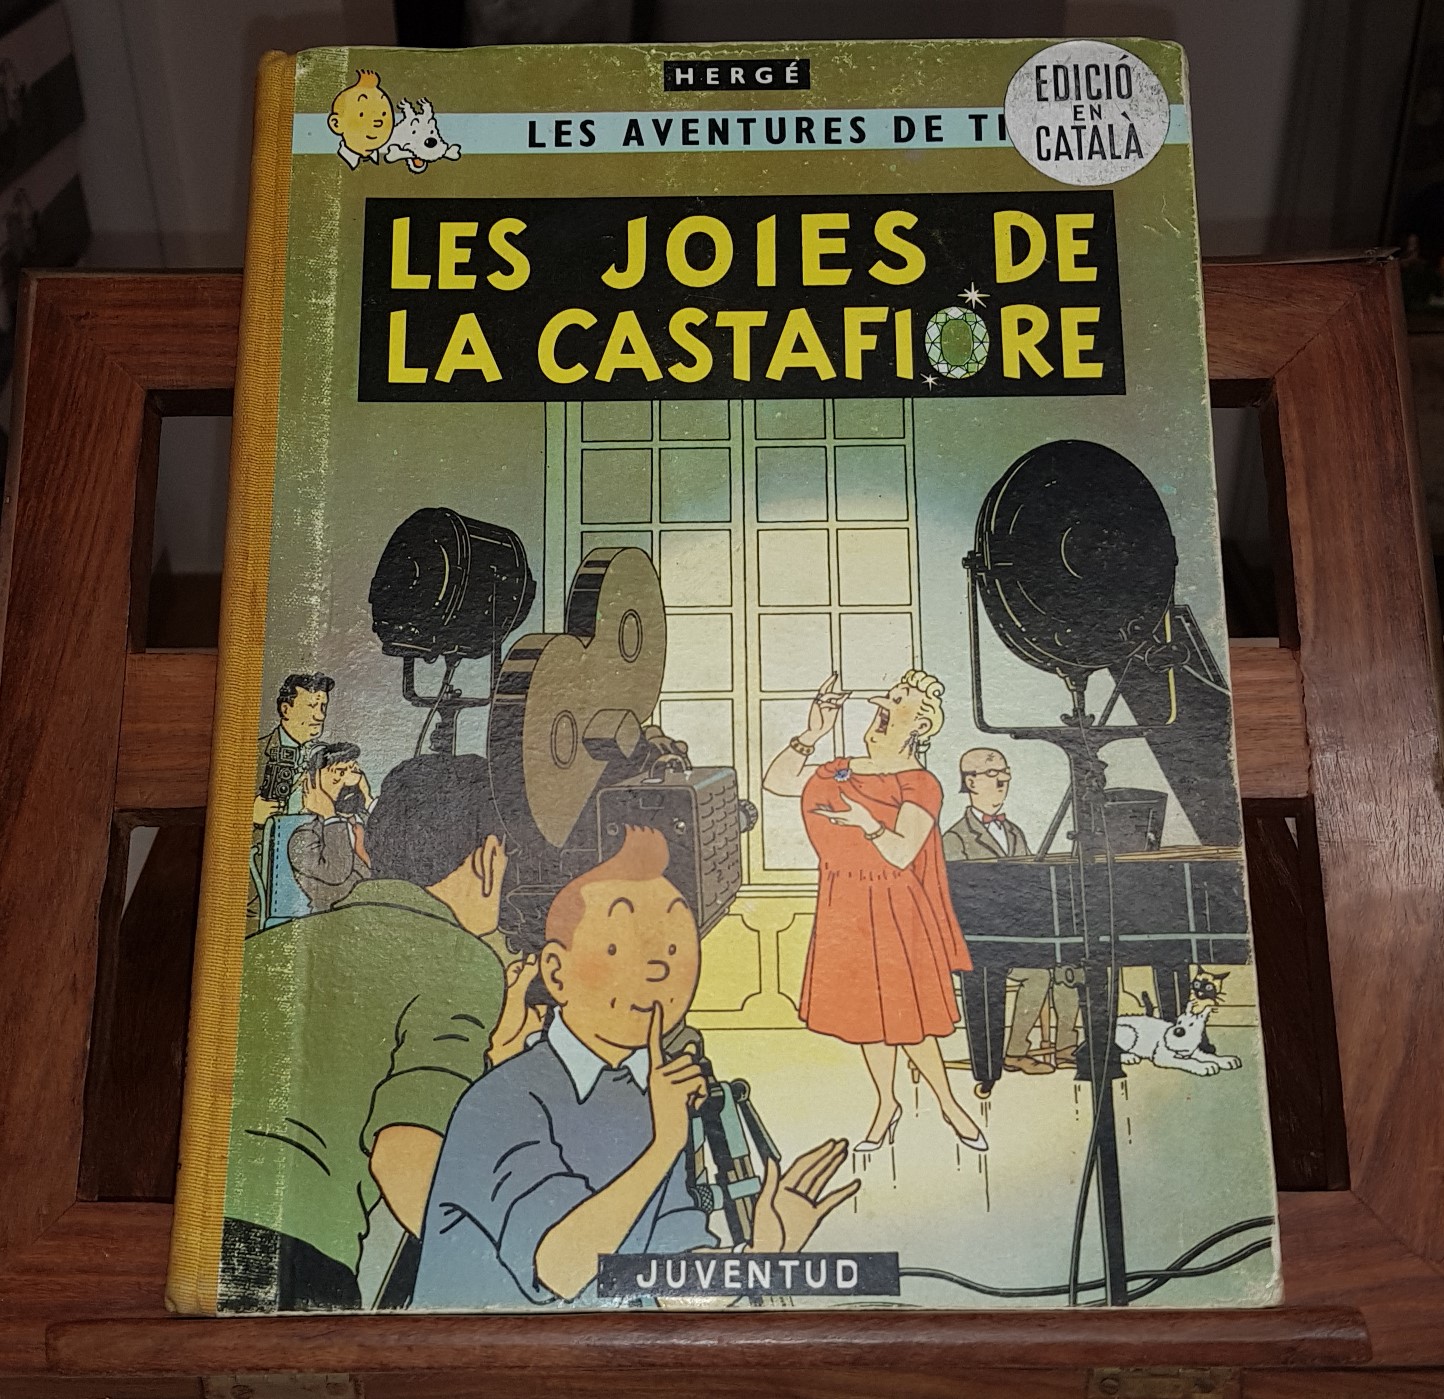 HERGÉ
LES AVENTURES DE TI
EDICIÓ
EN
CATALÀ
LES JOIES DE
LA CASTAFIORE
JUVENTUD